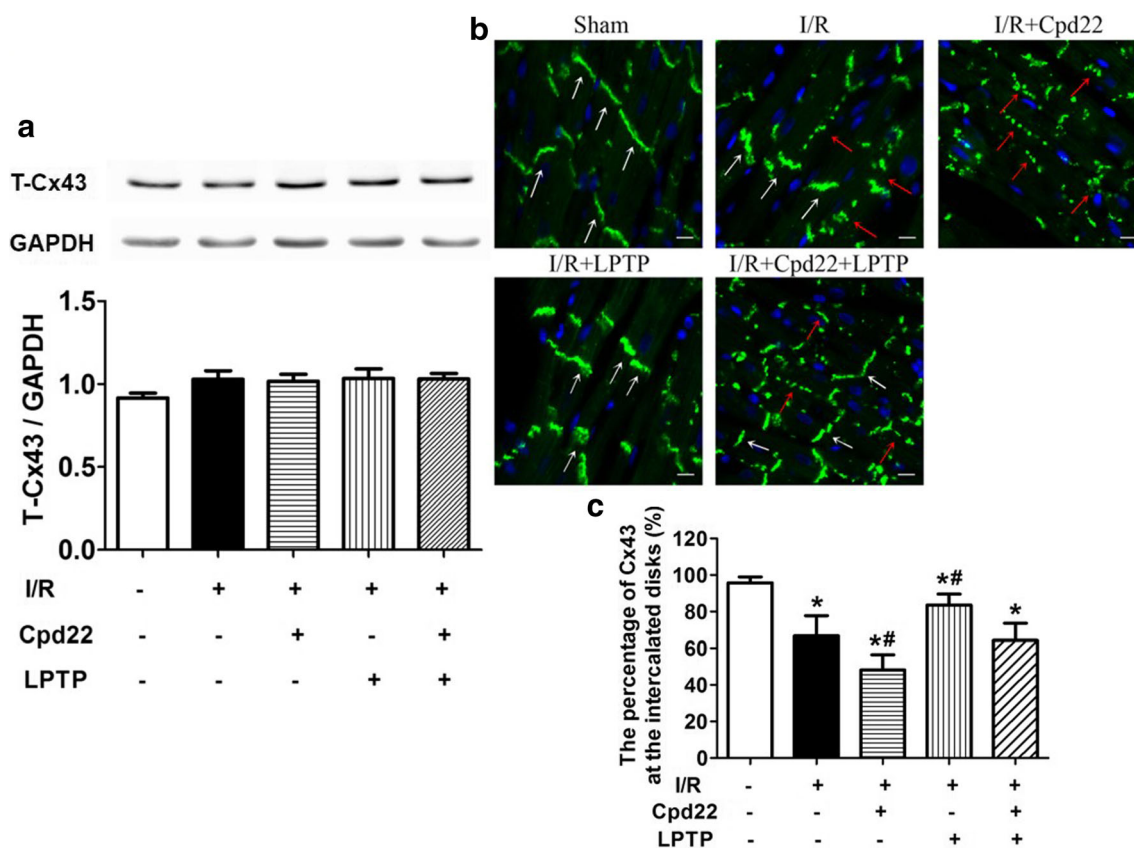 a
T-Cx43
GAPDH
T-Cx43 / GAPDH
1.5
1.0
0.5
0.0
I/R - + + + +
Cpd22 - - + - +
LPTP - - - + +
b
Sham
I/R
I/R+Cpd22
I/R+LPTP
I/R+Cpd22+LPTP
c
The percentage of Cx43
at the intercalated disks (%)
120
100
80
60
40
20
0
*
*#
*#
*
I/R - + + + +
Cpd22 - - + - +
LPTP - - - + +